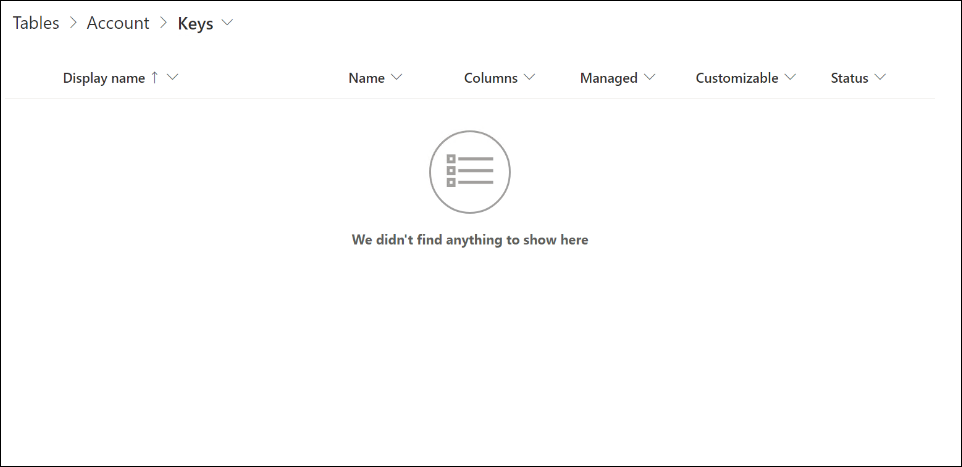 Tables > Account > Keys
Display name ↑ Name Columns Managed Customizable Status
We didn't find anything to show here